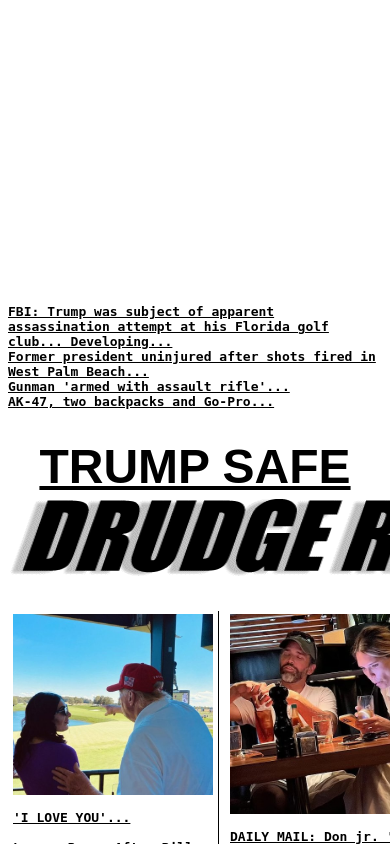 FBI: Trump was subject of apparent
assassination attempt at his Florida golf
club... Developing...
Former president uninjured after shots fired in
West Palm Beach...
Gunman 'armed with assault rifle'...
AK-47, two backpacks and Go-Pro...
TRUMP SAFE
DRUDGE R
'I LOVE YOU'...
DAILY MAIL: Don jr. '